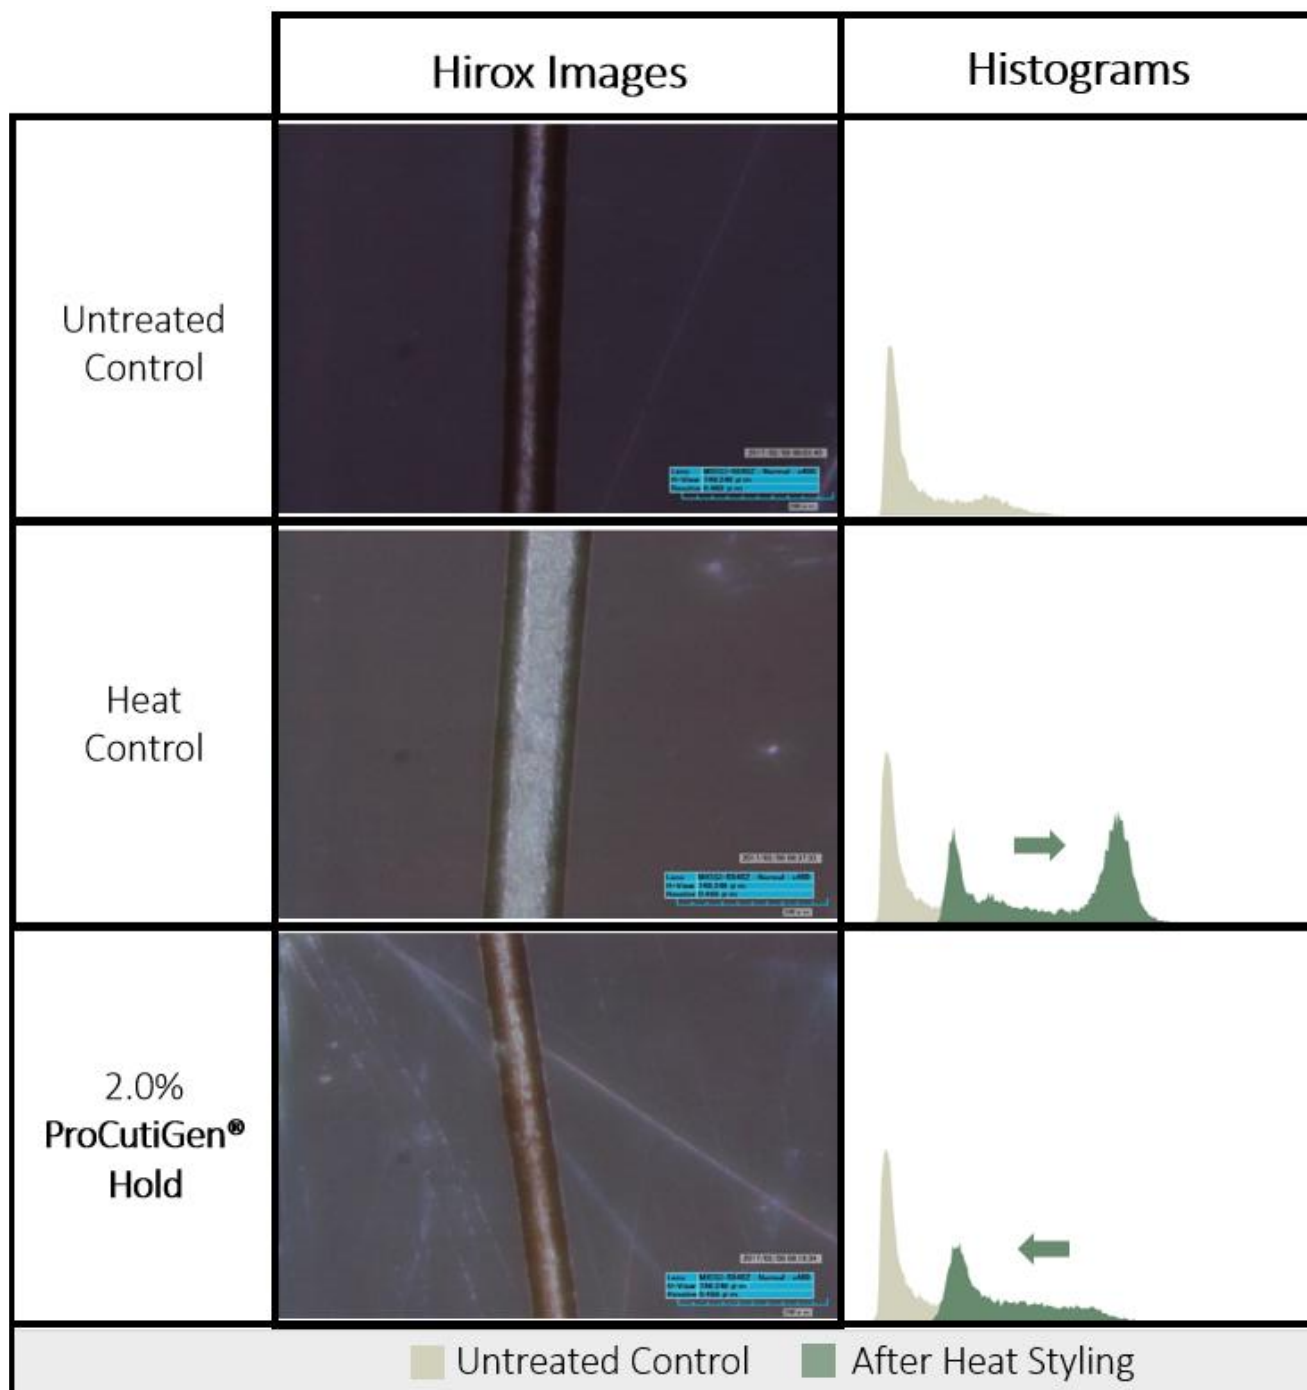 Hirox Images
Histograms
Untreated
Control
Heat
Control
2.0%
ProCutiGen®
Hold
Untreated Control
After Heat Styling